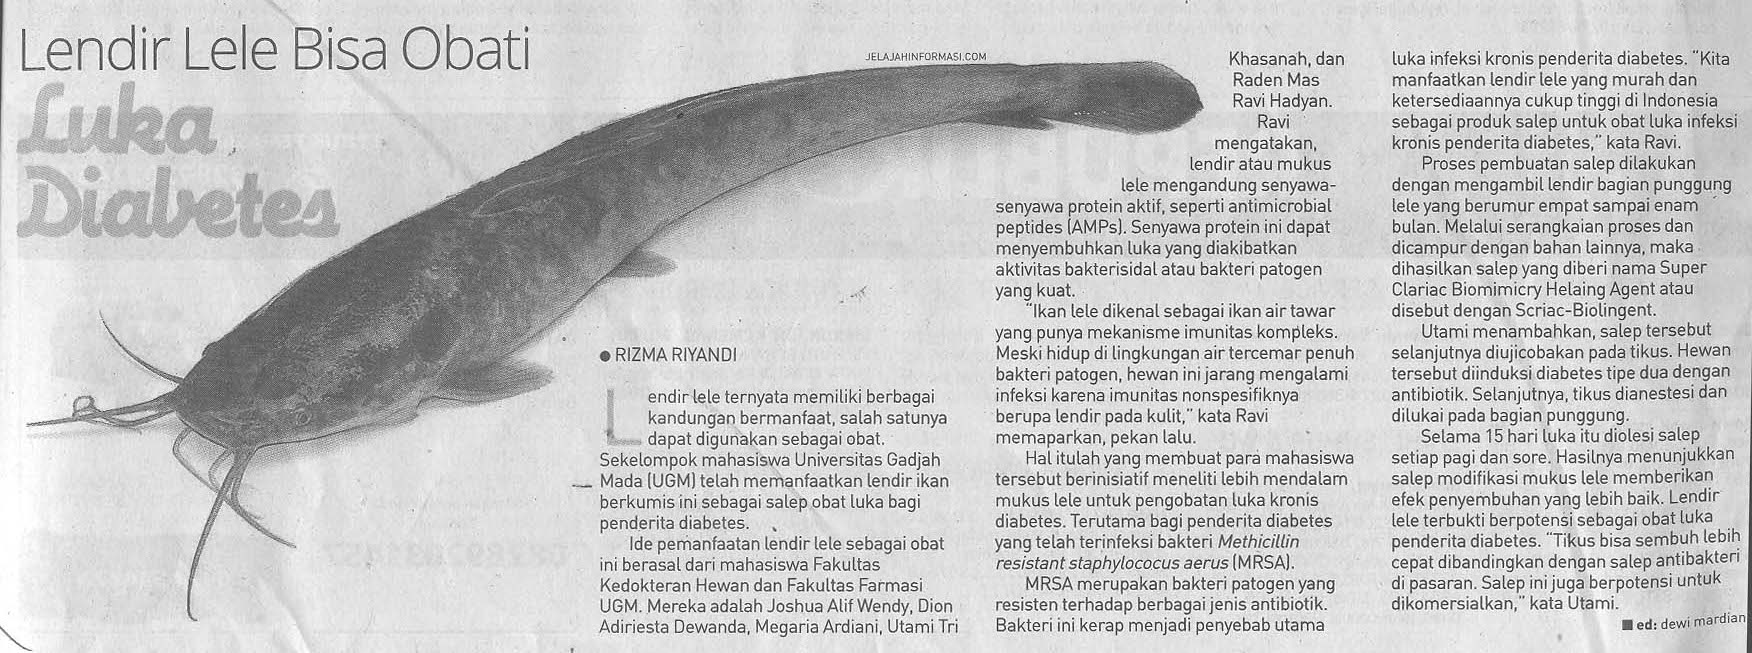 Lendir Lele Bisa Obati
Luka
Diabetes
JELAJAHINFORMASI.COM
● RIZMA RIYANDI
Lendir lele ternyata memiliki berbagai
kandungan bermanfaat, salah satunya
dapat digunakan sebagai obat.
Sekelompok mahasiswa Universitas Gadjah
Mada (UGM) telah memanfaatkan lendir ikan
berkumis ini sebagai salep obat luka bagi
penderita diabetes.
Ide pemanfaatan lendir lele sebagai obat
ini berasal dari mahasiswa Fakultas
Kedokteran Hewan dan Fakultas Farmasi
UGM. Mereka adalah Joshua Alif Wendy, Dion
Adiriesta Dewanda, Megaria Ardiani, Utami Tri
Khasanah, dan
Raden Mas
Ravi Hadyan.
Ravi
mengatakan,
lendir atau mukus
lele mengandung senyawa-
senyawa protein aktif, seperti antimicrobial
peptides (AMPs). Senyawa protein ini dapat
menyembuhkan luka yang diakibatkan
aktivitas bakterisidal atau bakteri patogen
yang kuat.
"Ikan lele dikenal sebagai ikan air tawar
yang punya mekanisme imunitas kompleks.
Meski hidup di lingkungan air tercemar penuh
bakteri patogen, hewan ini jarang mengalami
infeksi karena imunitas nonspesifiknya
berupa lendir pada kulit," kata Ravi
memaparkan, pekan lalu.
Hal itulah yang membuat para mahasiswa
tersebut berinisiatif meneliti lebih mendalam
mukus lele untuk pengobatan luka kronis
diabetes. Terutama bagi penderita diabetes
yang telah terinfeksi bakteri Methicillin
resistant staphylococus aerus (MRSA).
MRSA merupakan bakteri patogen yang
resisten terhadap berbagai jenis antibiotik.
Bakteri ini kerap menjadi penyebab utama
luka infeksi kronis penderita diabetes. "Kita
manfaatkan lendir lele yang murah dan
ketersediaannya cukup tinggi di Indonesia
sebagai produk salep untuk obat luka infeksi
kronis penderita diabetes," kata Ravi.
Proses pembuatan salep dilakukan
dengan mengambil lendir bagian punggung
lele yang berumur empat sampai enam
bulan. Melalui serangkaian proses dan
dicampur dengan bahan lainnya, maka
dihasilkan salep yang diberi nama Super
Clariac Biomimicry Helaing Agent atau
disebut dengan Scriac-Biolingent.
Utami menambahkan, salep tersebut
selanjutnya diujicobakan pada tikus. Hewan
tersebut diinduksi diabetes tipe dua dengan
antibiotik. Selanjutnya, tikus dianestesi dan
dilukai pada bagian punggung.
Selama 15 hari luka itu diolesi salep
setiap pagi dan sore. Hasilnya menunjukkan
salep modifikasi mukus lele memberikan
efek penyembuhan yang lebih baik. Lendir
lele terbukti berpotensi sebagai obat luka
penderita diabetes. "Tikus bisa sembuh lebih
cepat dibandingkan dengan salep antibakteri
di pasaran. Salep ini juga berpotensi untuk
dikomersialkan," kata Utami.
■ ed: dewi mardian